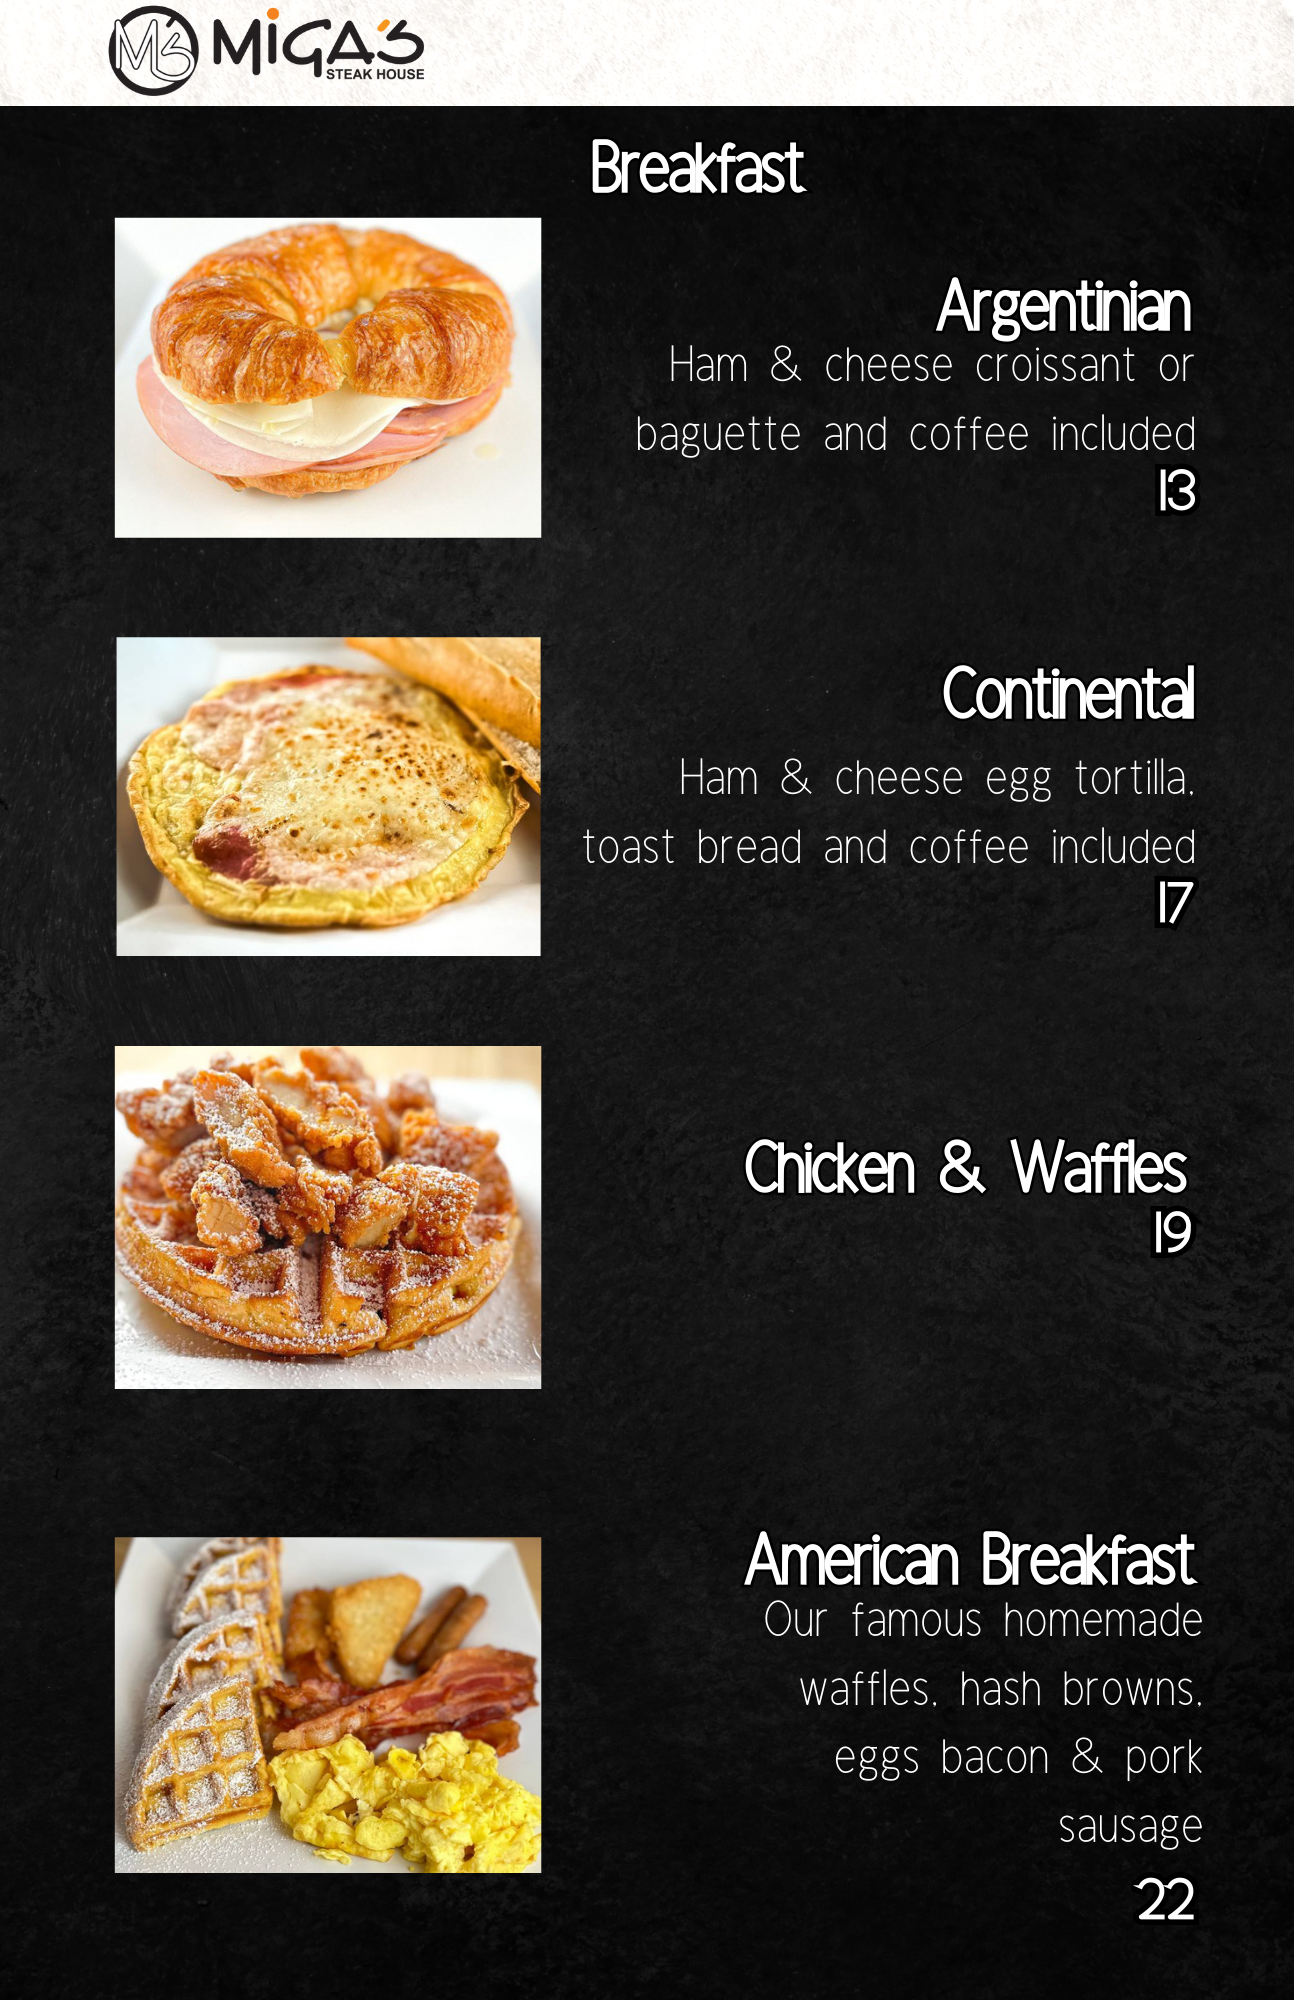 MS MiGA'S
STEAK HOUSE
Breakfast
Argentinian
Ham & cheese croissant or
baguette and coffee included
13
Continental
Ham & cheese egg tortilla,
toast bread and coffee included
17
Chicken & Waffles
19
American Breakfast
Our famous homemade
waffles, hash browns,
eggs bacon & pork
sausage
22